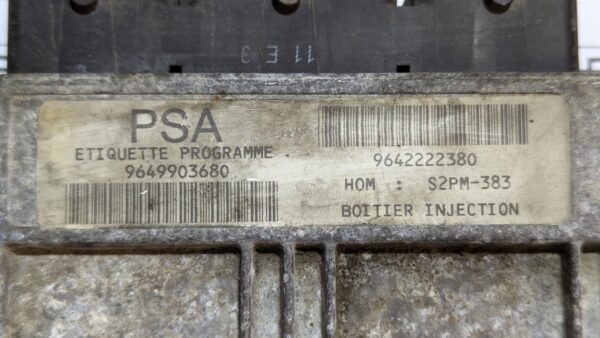 11 E 3
PSA
ETIQUETTE PROGRAMME
9649903680
9642222380
HOM : S2PM-383
BOITIER INJECTION